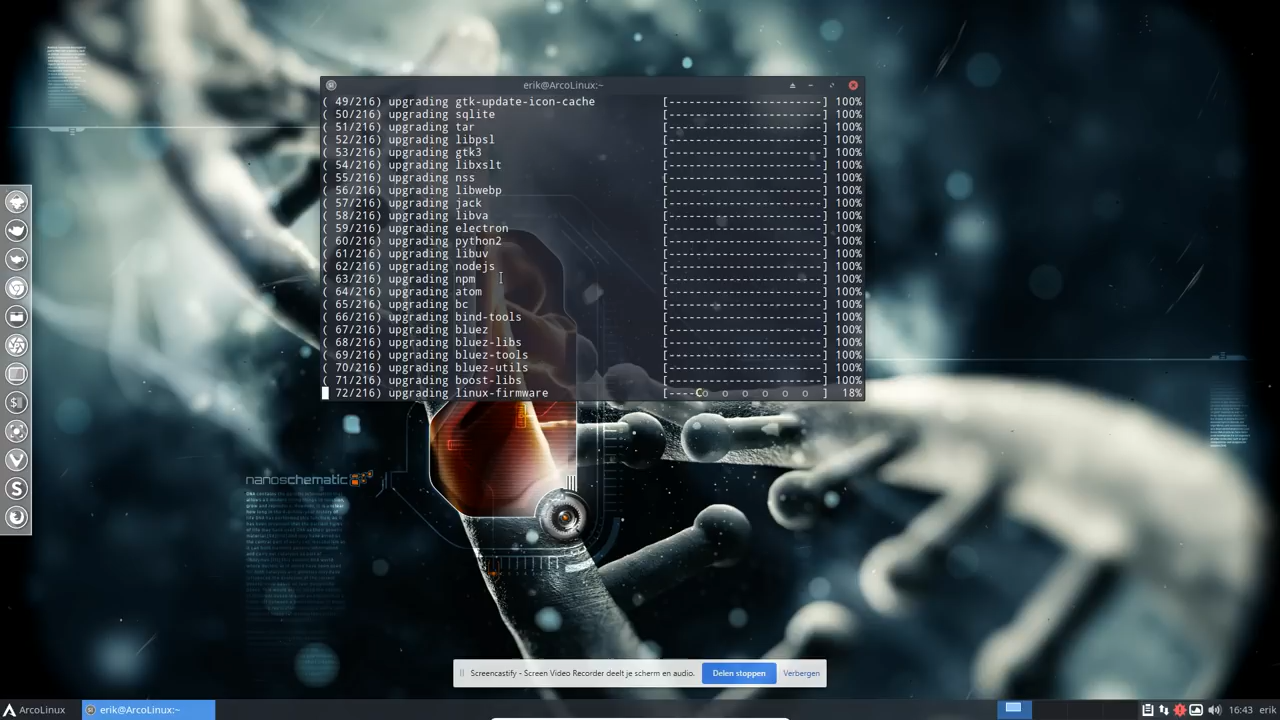 erik@ArcoLinux:~
( 49/216) upgrading gtk-update-icon-cache [----------------------] 100%
( 50/216) upgrading sqlite [----------------------] 100%
( 51/216) upgrading tar [----------------------] 100%
( 52/216) upgrading libpsl [----------------------] 100%
( 53/216) upgrading gtk3 [----------------------] 100%
( 54/216) upgrading libxslt [----------------------] 100%
( 55/216) upgrading nss [----------------------] 100%
( 56/216) upgrading libwebp [----------------------] 100%
( 57/216) upgrading jack [----------------------] 100%
( 58/216) upgrading libva [----------------------] 100%
( 59/216) upgrading electron [----------------------] 100%
( 60/216) upgrading python2 [----------------------] 100%
( 61/216) upgrading libuv [----------------------] 100%
( 62/216) upgrading nodejs [----------------------] 100%
( 63/216) upgrading npm [----------------------] 100%
( 64/216) upgrading atom [----------------------] 100%
( 65/216) upgrading bc [----------------------] 100%
( 66/216) upgrading bind-tools [----------------------] 100%
( 67/216) upgrading bluez [----------------------] 100%
( 68/216) upgrading bluez-libs [----------------------] 100%
( 69/216) upgrading bluez-tools [----------------------] 100%
( 70/216) upgrading bluez-utils [----------------------] 100%
( 71/216) upgrading boost-libs [----------------------] 100%
72/216) upgrading linux-firmware [----Co o o o o o ] 18%
nanoschematic
Screencastify - Screen Video Recorder deelt je scherm en audio.
Delen stoppen
Verbergen
ArcoLinux
erik@ArcoLinux:~
16:43
erik